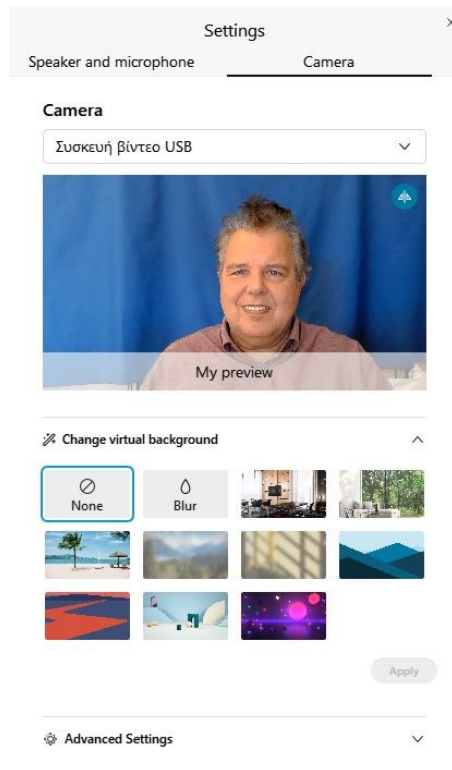 Settings
Speaker and microphone Camera
Camera
Συσκευή βίντεο USB
My preview
Change virtual background
None Blur
Apply
Advanced Settings